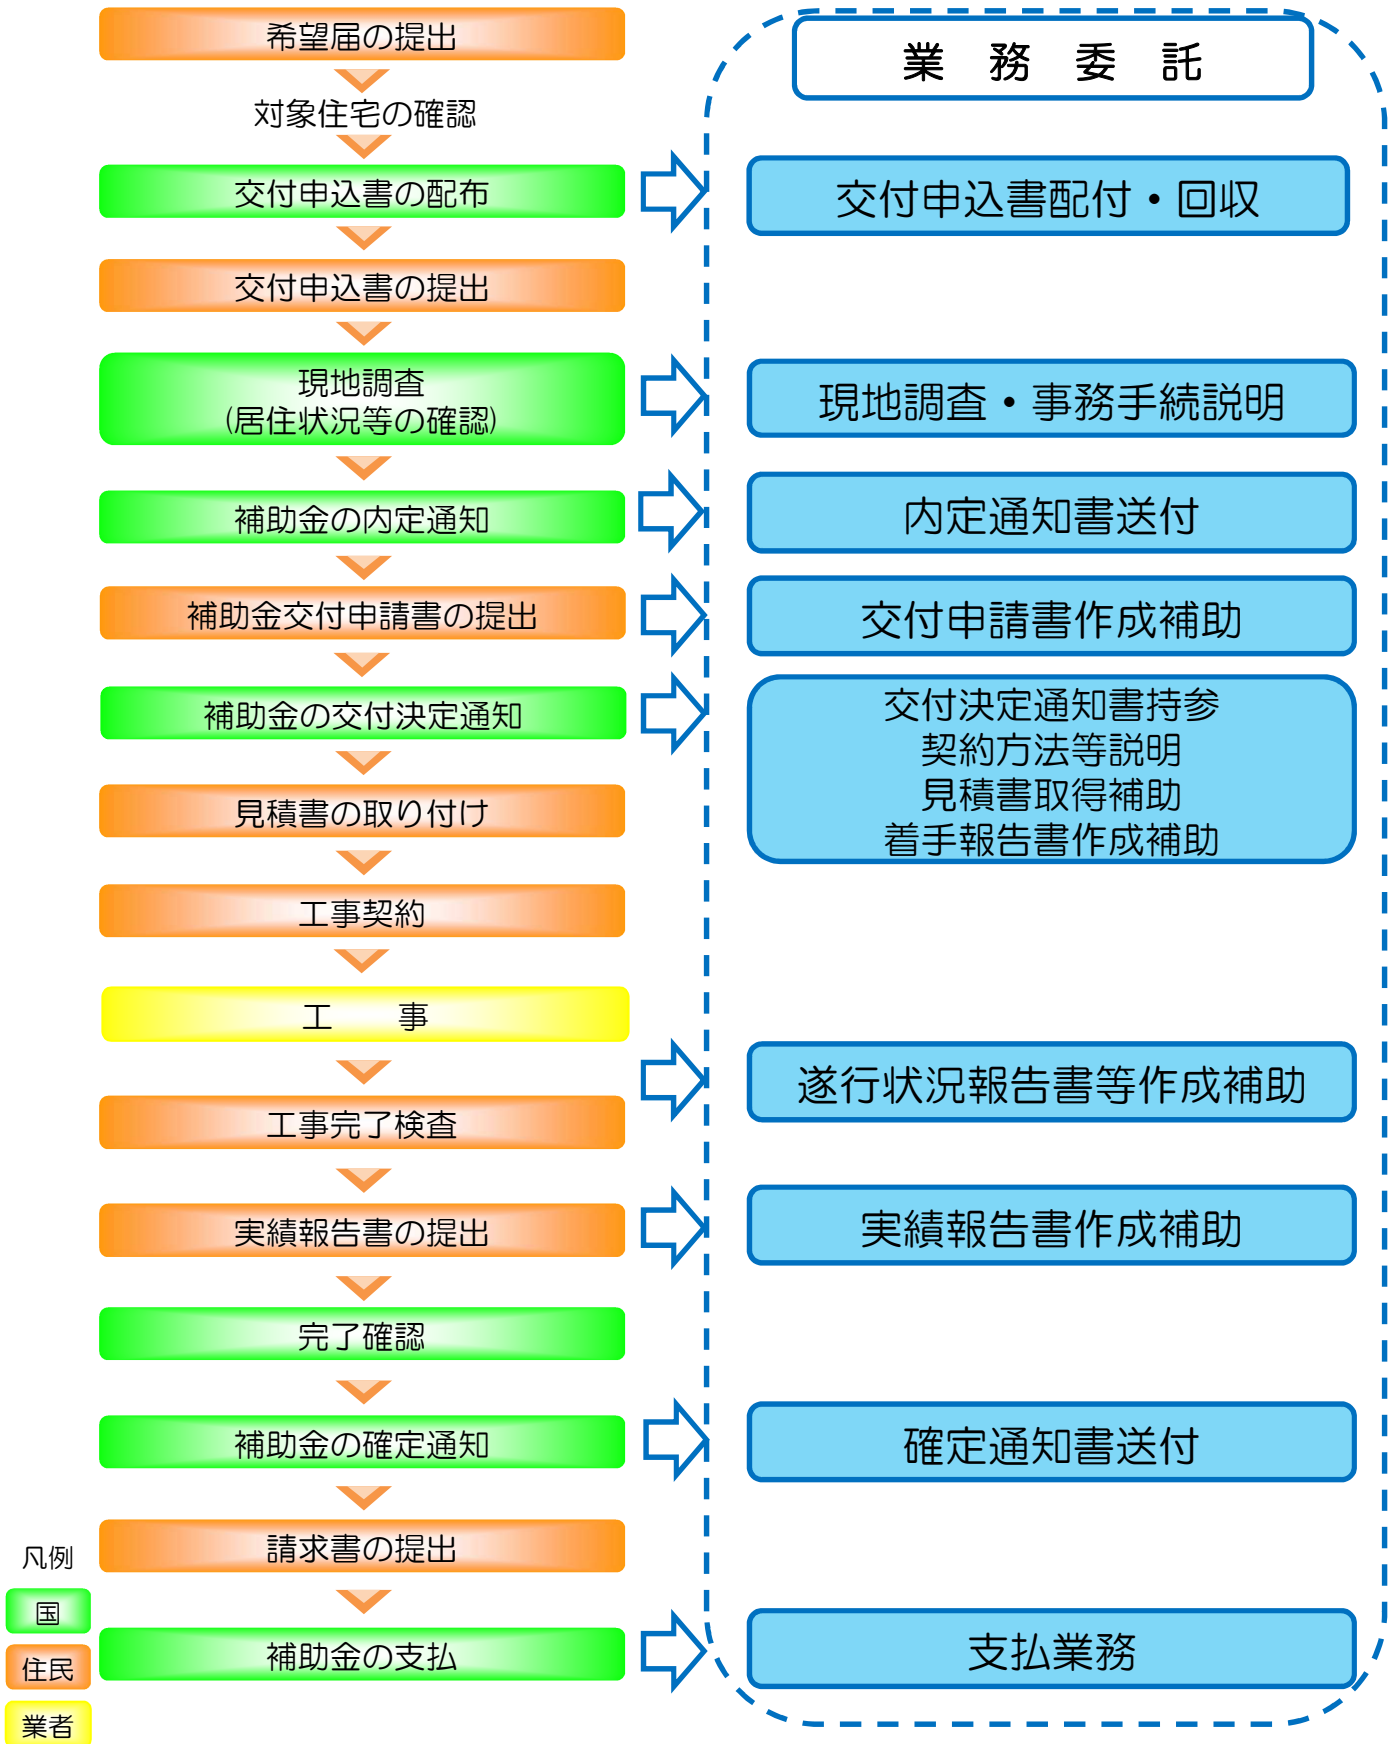 希望届の提出
対象住宅の確認
交付申込書の配布
交付申込書の提出
現地調査
(居住状況等の確認)
補助金の内定通知
補助金交付申請書の提出
補助金の交付決定通知
見積書の取り付け
工事契約
工　　事
工事完了検査
実績報告書の提出
完了確認
補助金の確定通知
請求書の提出
補助金の支払
凡例
国
住民
業者
業　務　委　託
交付申込書配付・回収
現地調査・事務手続説明
内定通知書送付
交付申請書作成補助
交付決定通知書持参
契約方法等説明
見積書取得補助
着手報告書作成補助
遂行状況報告書等作成補助
実績報告書作成補助
確定通知書送付
支払業務